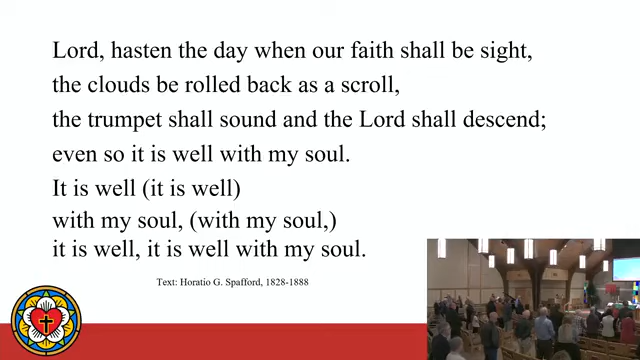 Lord, hasten the day when our faith shall be sight,
the clouds be rolled back as a scroll,
the trumpet shall sound and the Lord shall descend;
even so it is well with my soul.
It is well (it is well)
with my soul, (with my soul,)
it is well, it is well with my soul.
Text: Horatio G. Spafford, 1828-1888